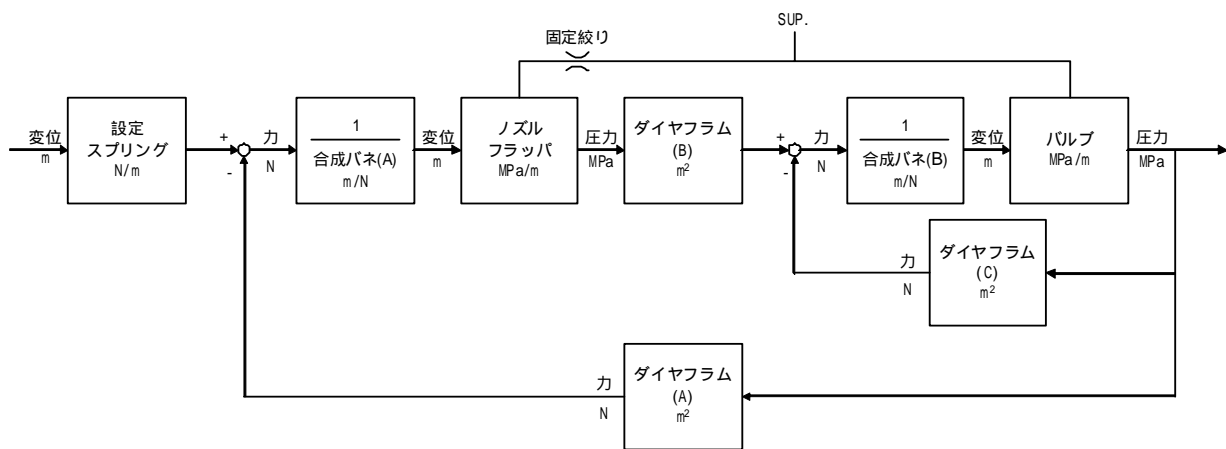 SUP.
固定絞り
変位
m
設定
スプリング
N/m
+
-
力
N
1
合成バネ(A)
m/N
変位
m
ノズル
フラッパ
MPa/m
圧力
MPa
ダイヤフラム
(B)
m²
+
-
力
N
1
合成バネ(B)
m/N
変位
m
バルブ
MPa/m
圧力
MPa
力
N
ダイヤフラム
(C)
m²
力
N
ダイヤフラム
(A)
m²